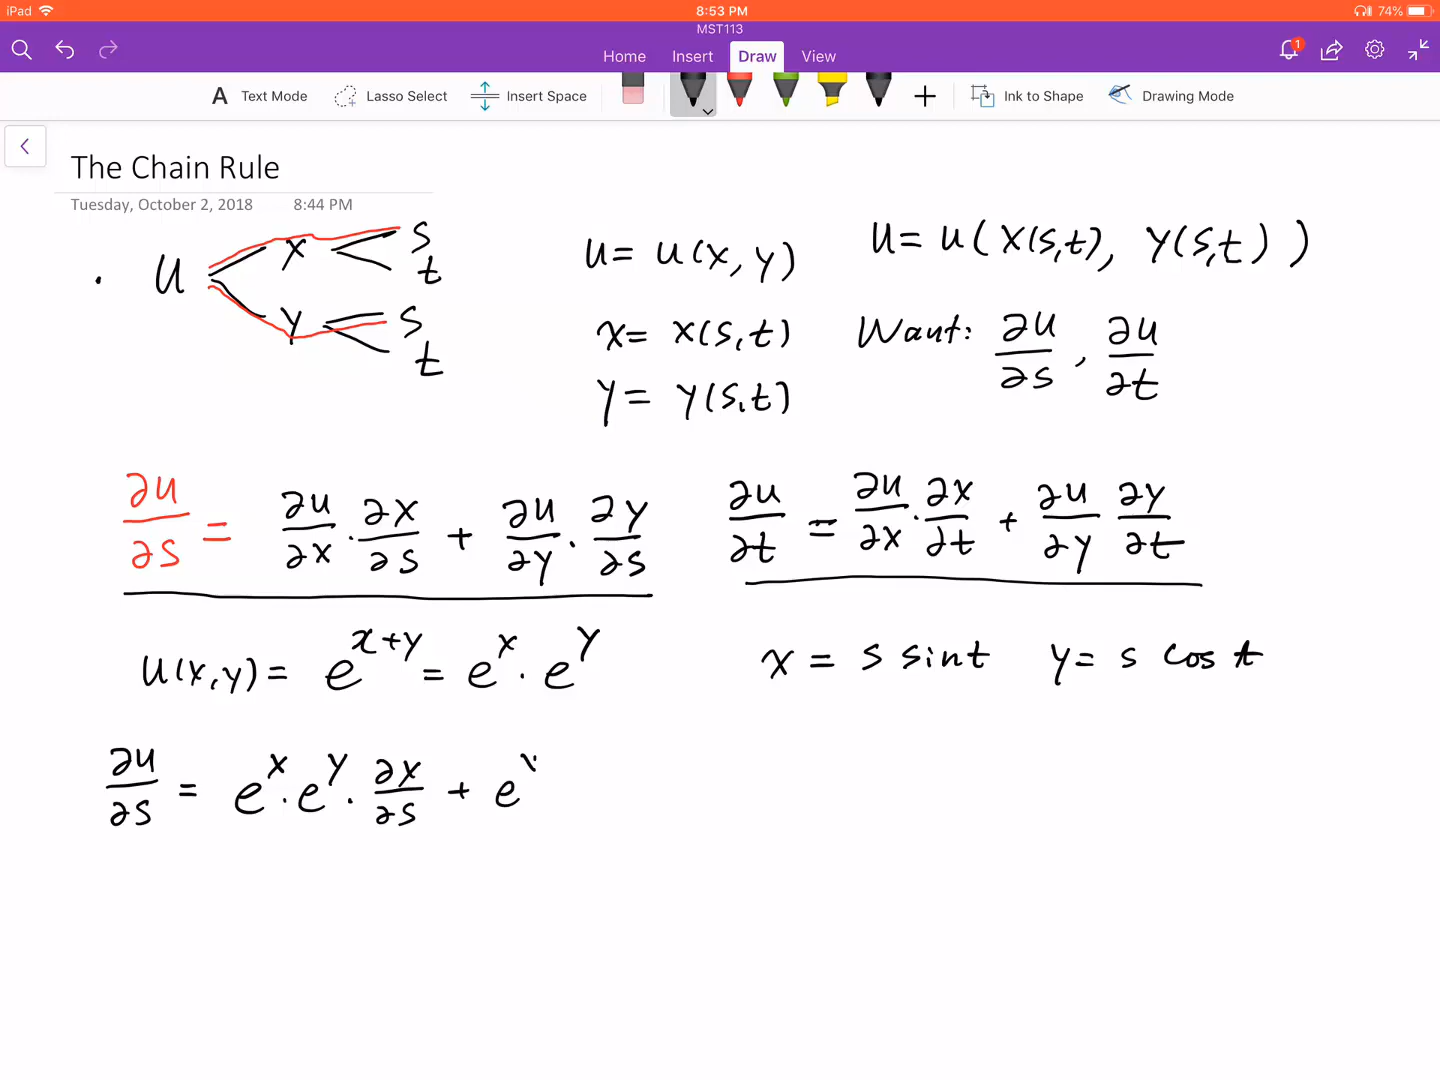 iPad 8:53 PM 74%
MST113
Home Insert Draw View 1
A Text Mode Lasso Select Insert Space Ink to Shape Drawing Mode
The Chain Rule
Tuesday, October 2, 2018 8:44 PM
. u x s t y s t
u = u(x, y)
x = x(s,t)
y = y(s,t)
u = u(x(s,t), y(s,t))
Want: ∂u/∂s, ∂u/∂t
∂u/∂s = ∂u/∂x · ∂x/∂s + ∂u/∂y · ∂y/∂s
∂u/∂t = ∂u/∂x · ∂x/∂t + ∂u/∂y ∂y/∂t
u(x,y) = e^(x+y) = e^x · e^y
x = s sint y = s cos t
∂u/∂s = e^x · e^y · ∂x/∂s + e